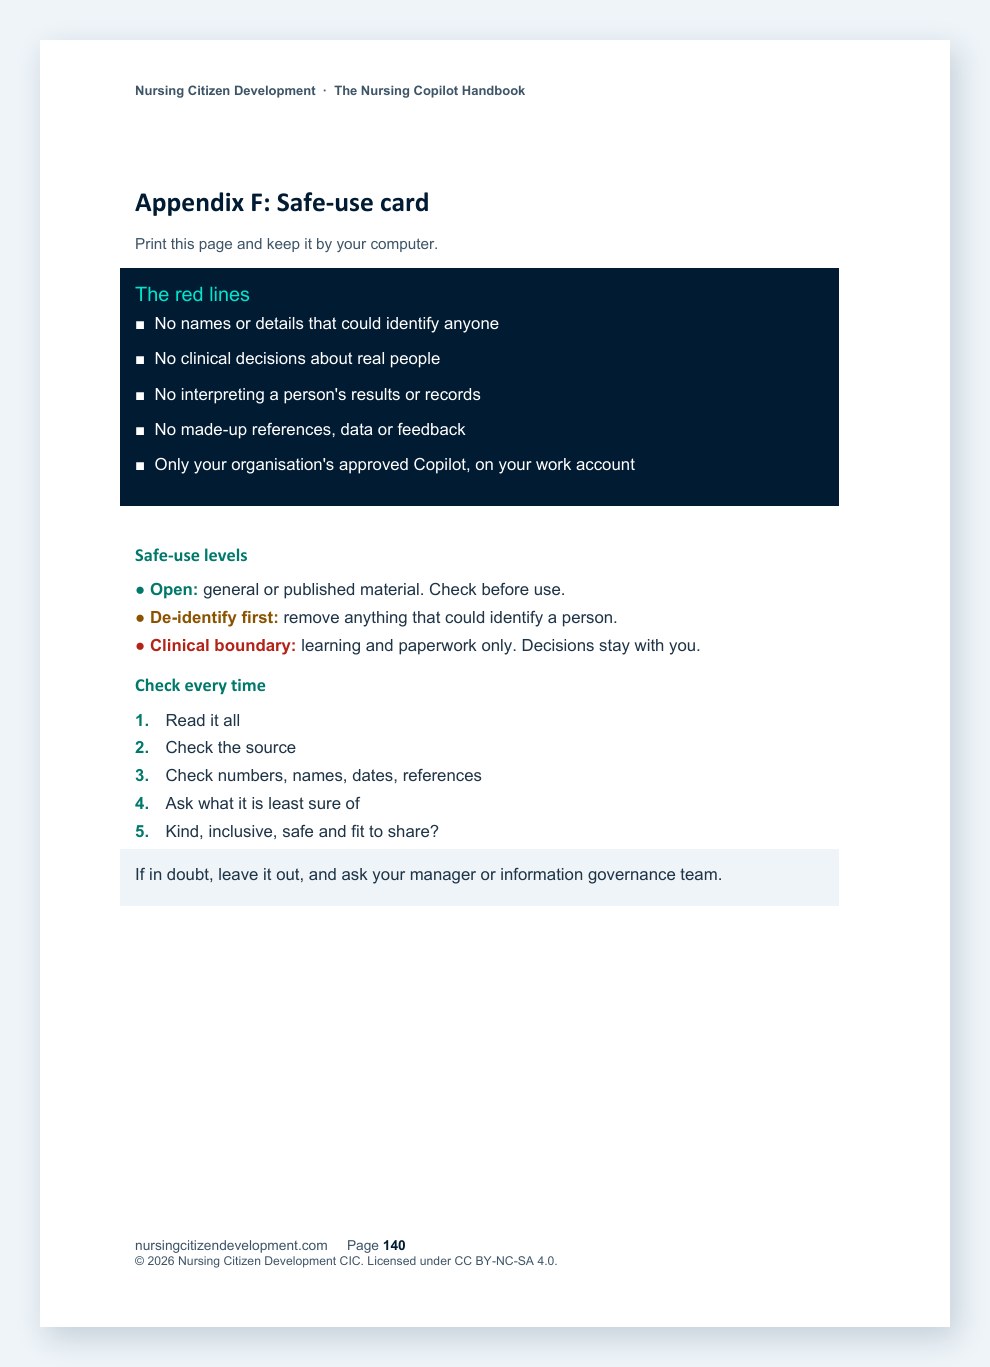 Nursing Citizen Development · The Nursing Copilot Handbook
Appendix F: Safe-use card
Print this page and keep it by your computer.
The red lines
■ No names or details that could identify anyone
■ No clinical decisions about real people
■ No interpreting a person's results or records
■ No made-up references, data or feedback
■ Only your organisation's approved Copilot, on your work account
Safe-use levels
● Open: general or published material. Check before use.
● De-identify first: remove anything that could identify a person.
● Clinical boundary: learning and paperwork only. Decisions stay with you.
Check every time
1. Read it all
2. Check the source
3. Check numbers, names, dates, references
4. Ask what it is least sure of
5. Kind, inclusive, safe and fit to share?
If in doubt, leave it out, and ask your manager or information governance team.
nursingcitizendevelopment.com Page 140
© 2026 Nursing Citizen Development CIC. Licensed under CC BY-NC-SA 4.0.